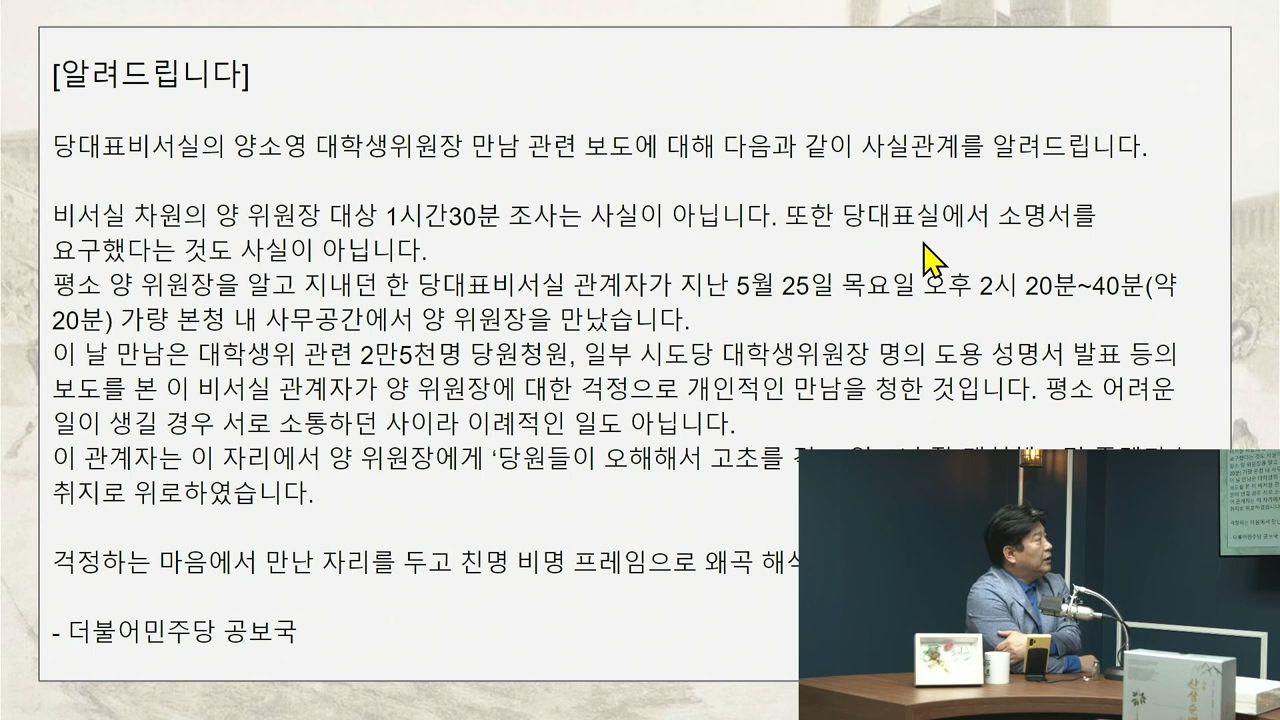 [알려드립니다]
당대표비서실의 양소영 대학생위원장 만남 관련 보도에 대해 다음과 같이 사실관계를 알려드립니다.
비서실 차원의 양 위원장 대상 1시간30분 조사는 사실이 아닙니다. 또한 당대표실에서 소명서를
요구했다는 것도 사실이 아닙니다.
평소 양 위원장을 알고 지내던 한 당대표비서실 관계자가 지난 5월 25일 목요일 오후 2시 20분~40분(약
20분) 가량 본청 내 사무공간에서 양 위원장을 만났습니다.
이 날 만남은 대학생위 관련 2만5천명 당원청원, 일부 시도당 대학생위원장 명의 도용 성명서 발표 등의
보도를 본 이 비서실 관계자가 양 위원장에 대한 걱정으로 개인적인 만남을 청한 것입니다. 평소 어려운
일이 생길 경우 서로 소통하던 사이라 이례적인 일도 아닙니다.
이 관계자는 이 자리에서 양 위원장에게 ‘당원들이 오해해서 고초를
취지로 위로하였습니다.
걱정하는 마음에서 만난 자리를 두고 친명 비명 프레임으로 왜곡
- 더불어민주당 공보국